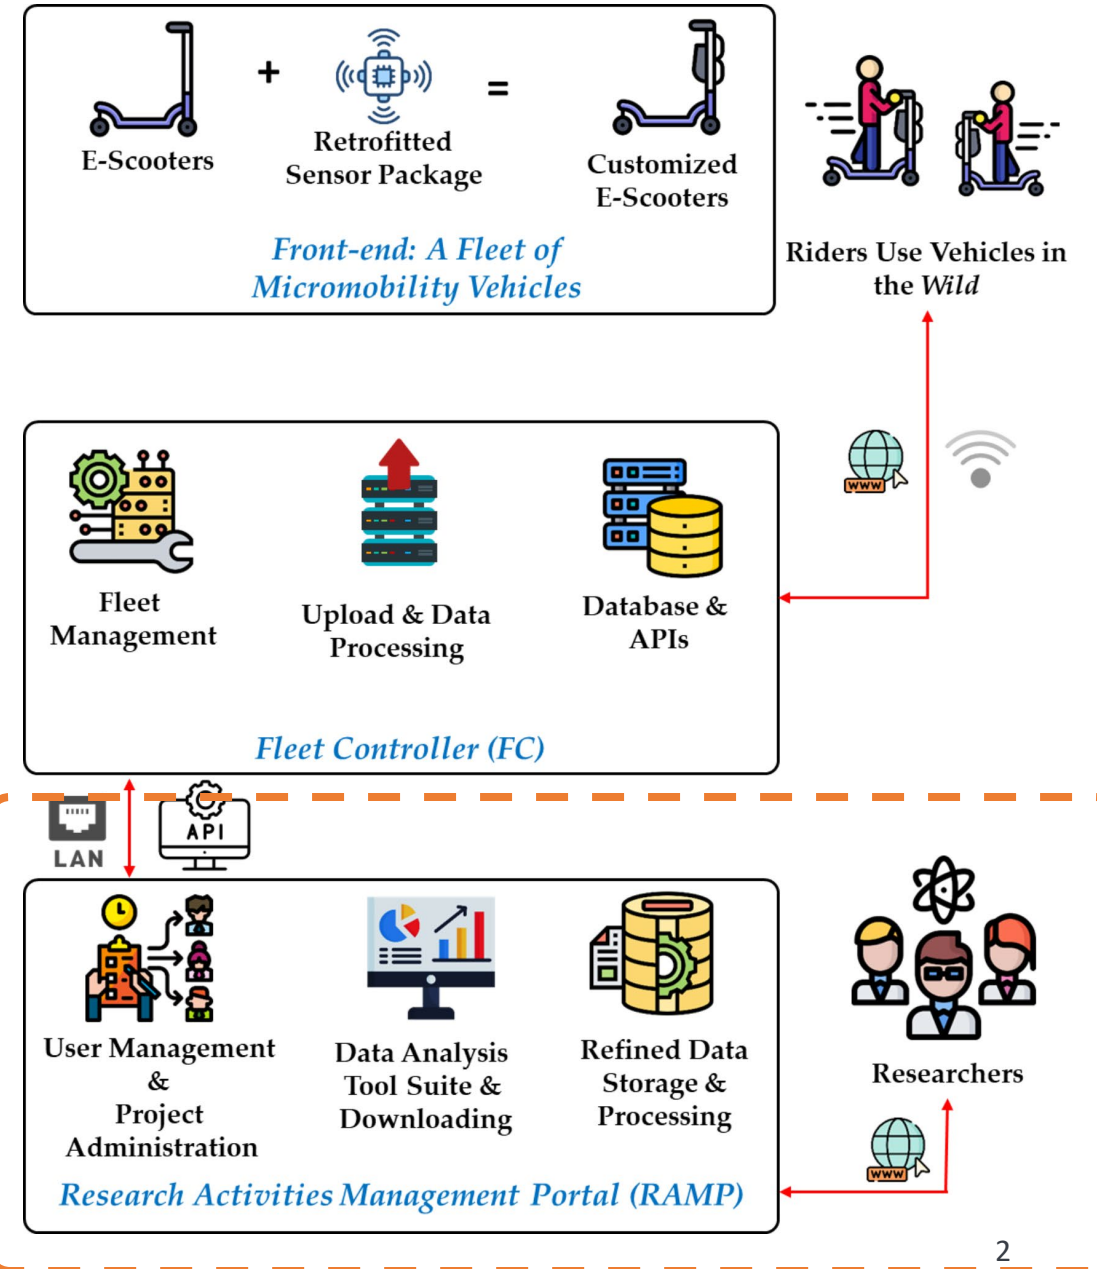 +
=
E-Scooters
Retrofitted
Sensor Package
Customized
E-Scooters
Front-end: A Fleet of
Micromobility Vehicles
Riders Use Vehicles in
the Wild
www
Fleet
Management
Upload & Data
Processing
Database &
APIs
Fleet Controller (FC)
LAN
API
User Management
&
Project
Administration
Data Analysis
Tool Suite &
Downloading
Refined Data
Storage &
Processing
Research Activities Management Portal (RAMP)
Researchers
www
2